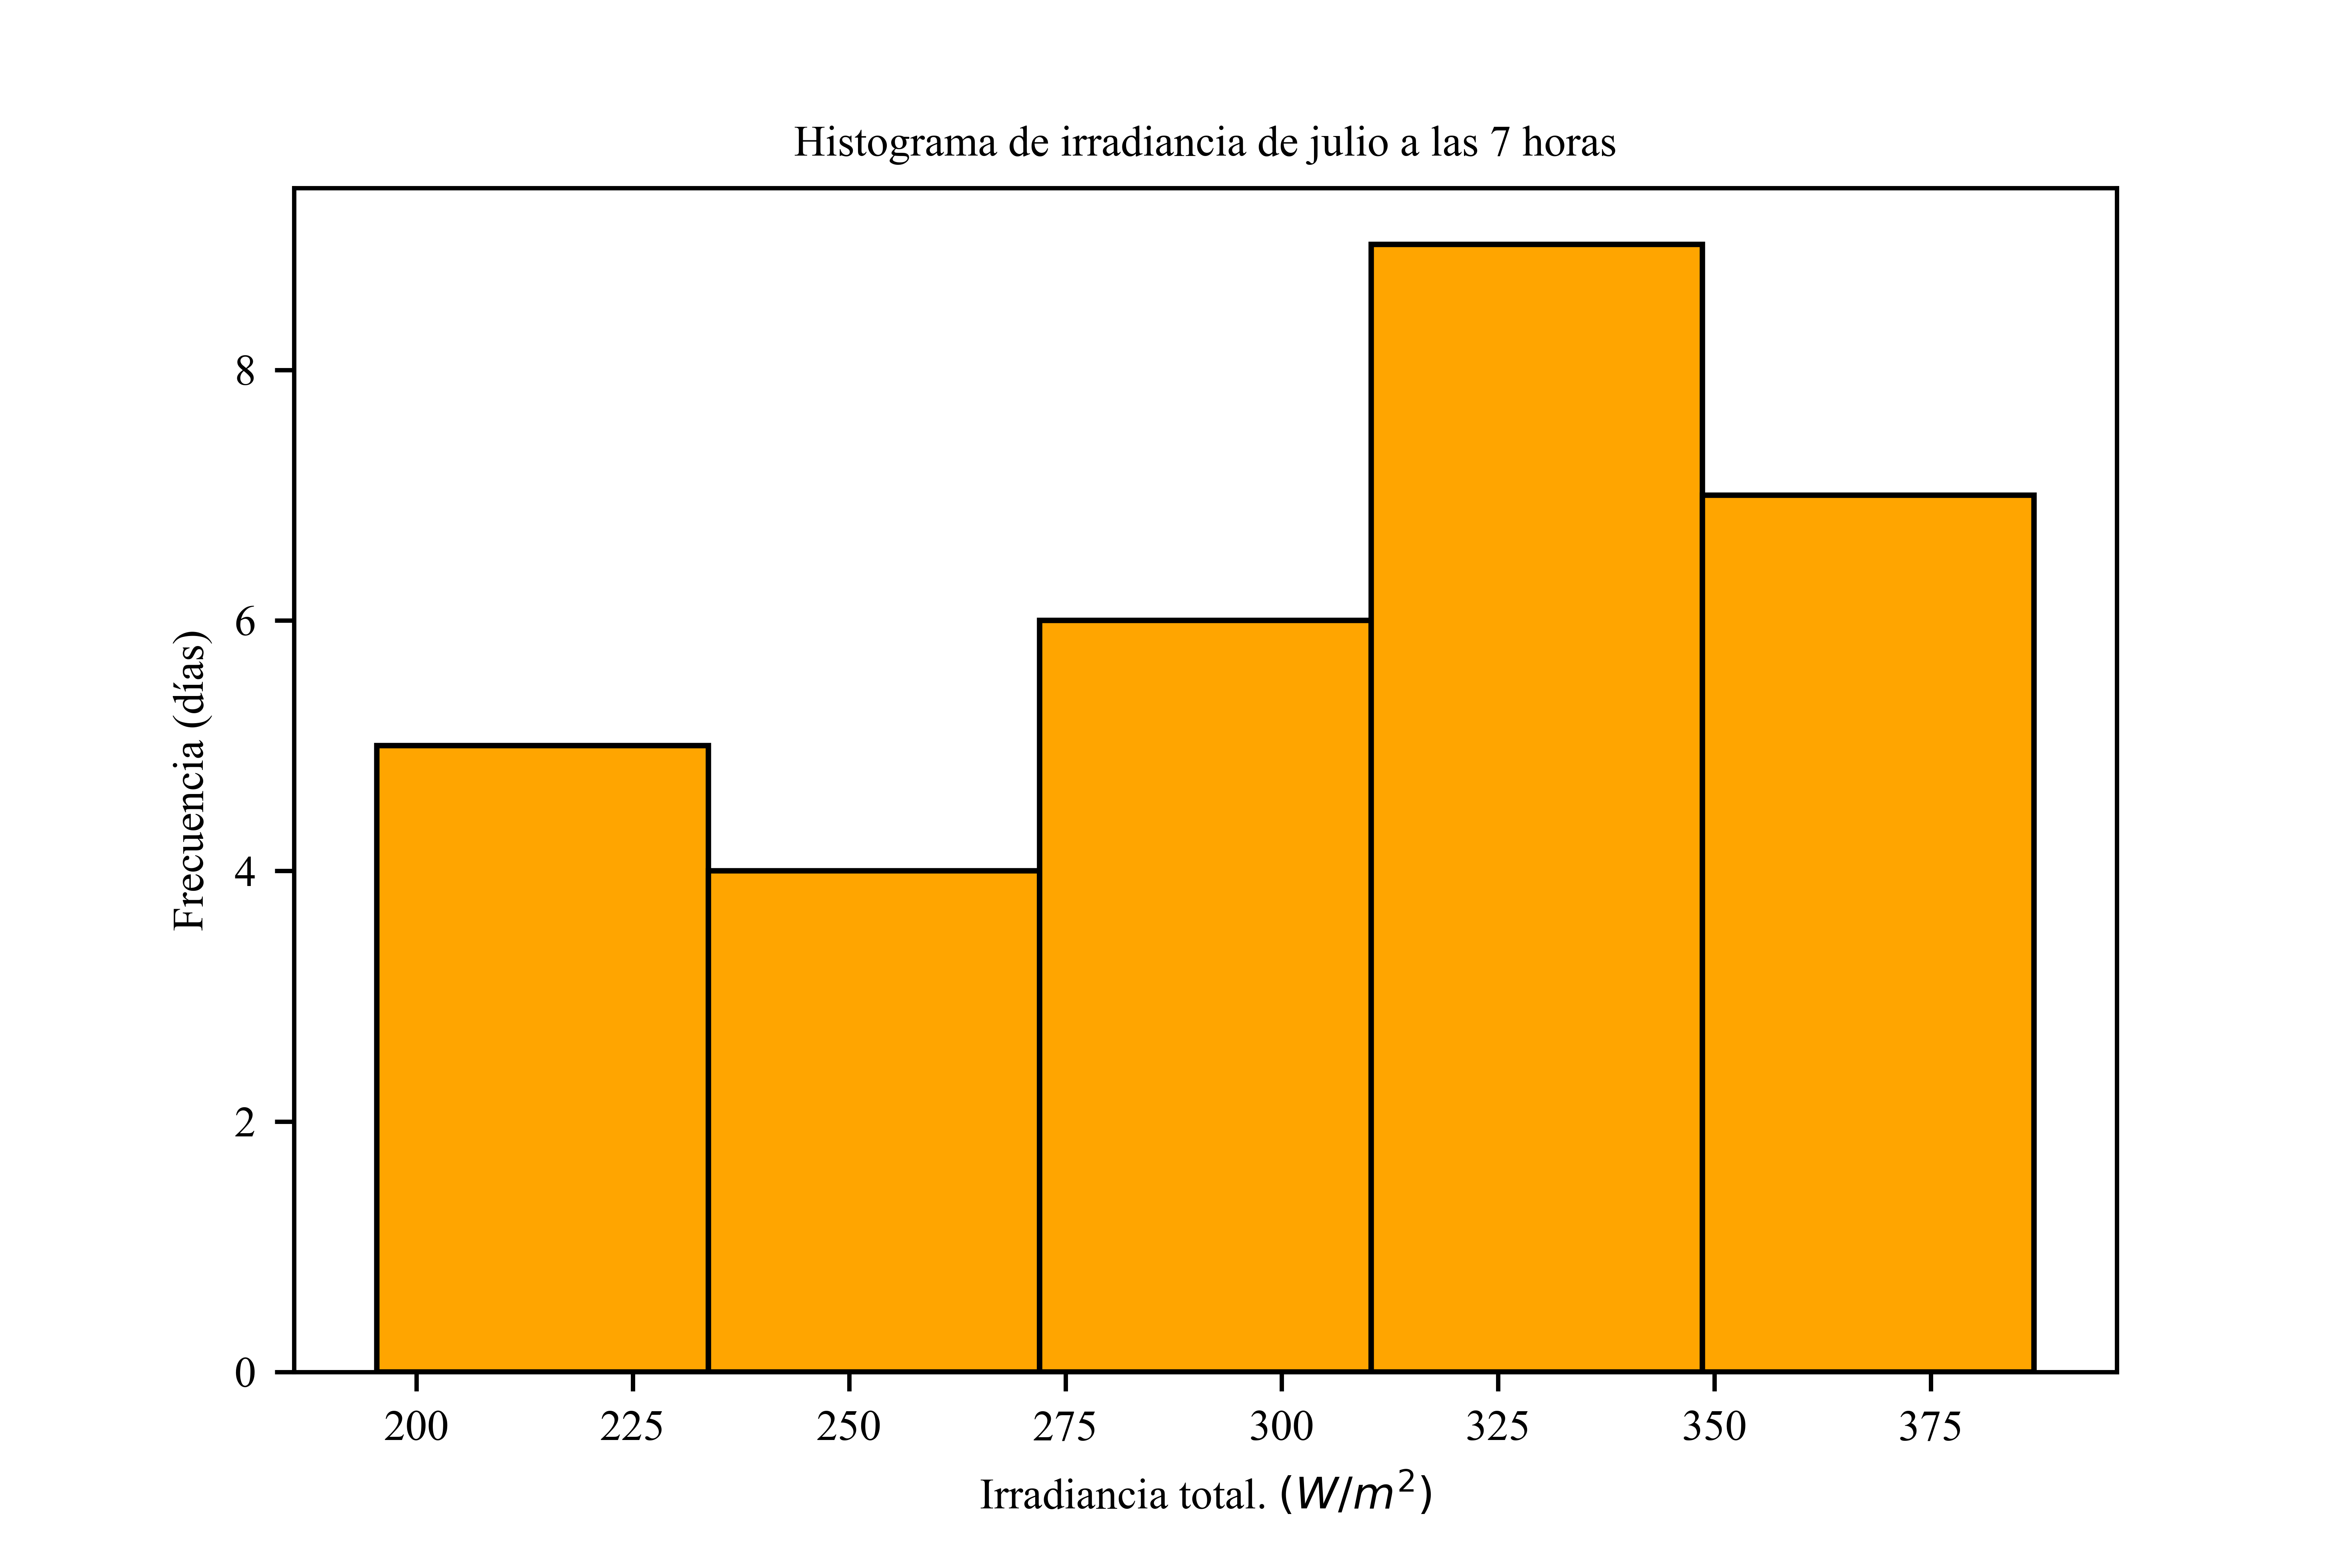 Histograma de irradiancia de julio a las 7 horas
Frecuencia (días)
8
6
4
2
0
200 225 250 275 300 325 350 375
Irradiancia total. (W/m²)